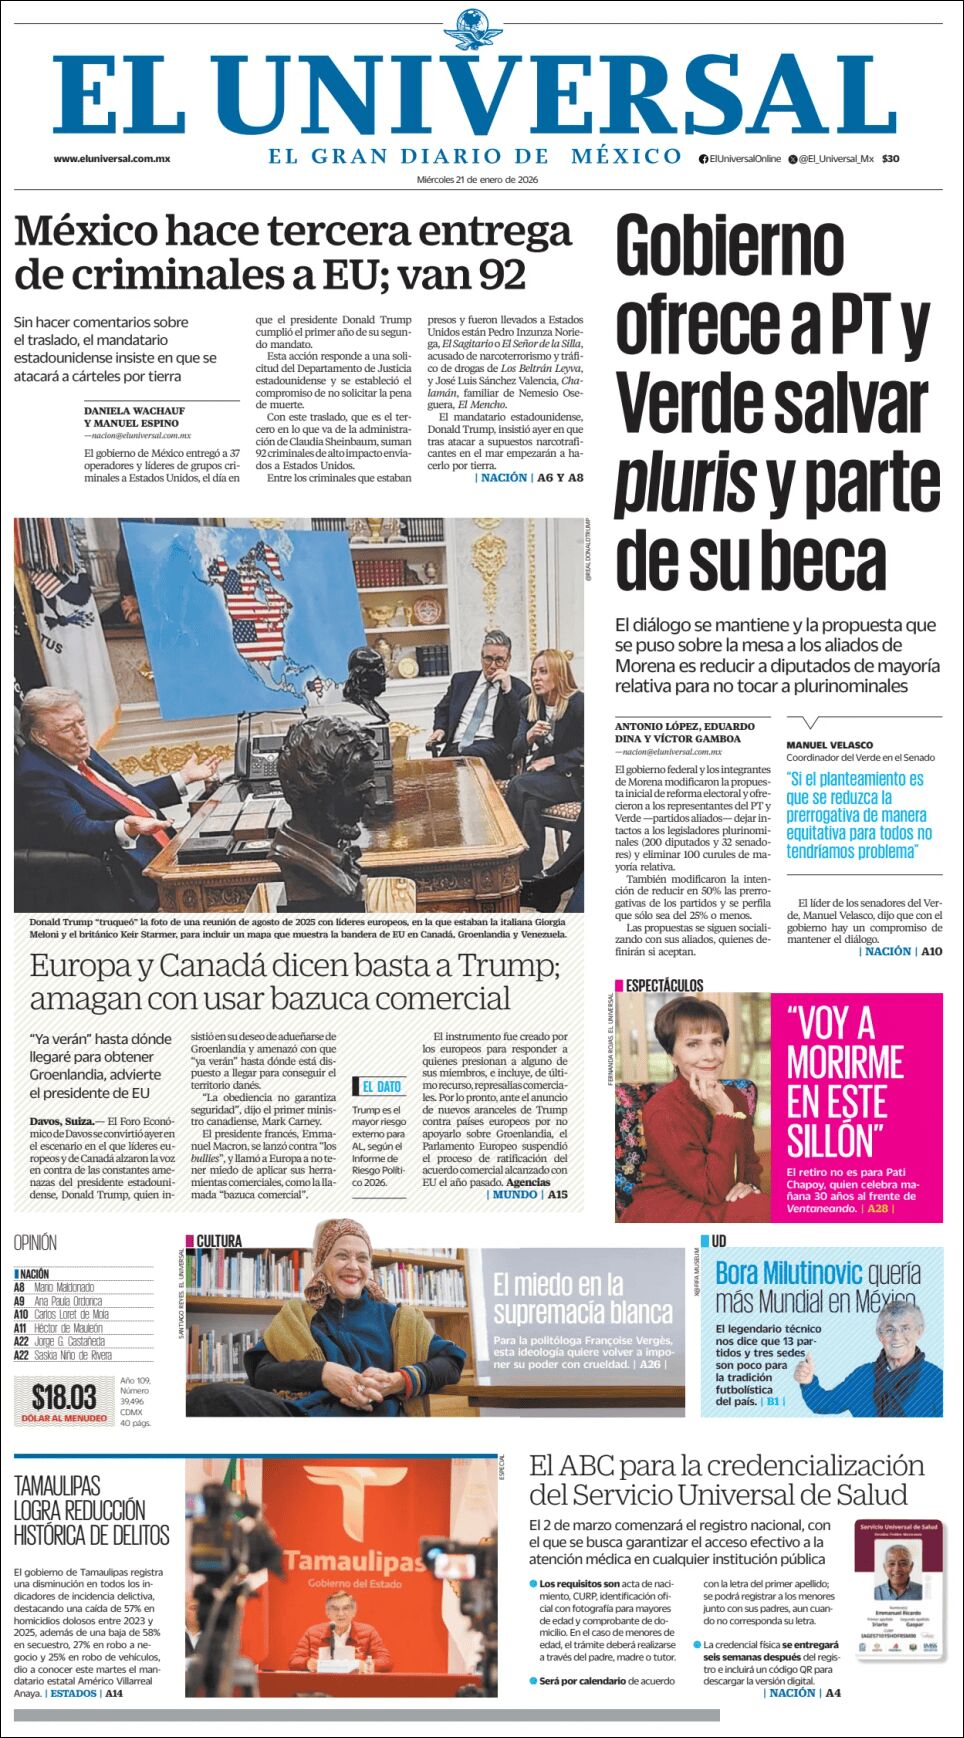 EL UNIVERSAL
EL GRAN DIARIO DE MÉXICO
www.eluniversal.com.mx
ElUniversalOnline @El_Universal_Mx $30
Miércoles 21 de enero de 2026
México hace tercera entrega
de criminales a EU; van 92
Sin hacer comentarios sobre
el traslado, el mandatario
estadounidense insiste en que se
atacará a cárteles por tierra
DANIELA WACHAUF
Y MANUEL ESPINO
—nacion@eluniversal.com.mx
El gobierno de México entregó a 37
operadores y líderes de grupos cri-
minales a Estados Unidos, el día en
que el presidente Donald Trump
cumplió el primer año de su segun-
do mandato.
Esta acción responde a una soli-
citud del Departamento de Justicia
estadounidense y se estableció el
compromiso de no solicitar la pena
de muerte.
Con este traslado, que es el ter-
cero en lo que va de la administra-
ción de Claudia Sheinbaum, suman
92 criminales de alto impacto envia-
dos a Estados Unidos.
Entre los criminales que estaban
presos y fueron llevados a Estados
Unidos están Pedro Inzunza Norie-
ga, El Sagitario o El Señor de la Silla,
acusado de narcoterrorismo y tráfi-
co de drogas de Los Beltrán Leyva,
y José Luis Sánchez Valencia, Cha-
lamán, familiar de Nemesio Ose-
guera, El Mencho.
El mandatario estadounidense,
Donald Trump, insistió ayer en que
tras atacar a supuestos narcotrafi-
cantes en el mar empezarán a ha-
cerlo por tierra.
| NACIÓN | A6 Y A8
Gobierno
ofrece a PT y
Verde salvar
pluris y parte
de su beca
El diálogo se mantiene y la propuesta que
se puso sobre la mesa a los aliados de
Morena es reducir a diputados de mayoría
relativa para no tocar a plurinominales
ANTONIO LÓPEZ, EDUARDO
DINA Y VÍCTOR GAMBOA
—nacion@eluniversal.com.mx
El gobierno federal y los integrantes
de Morena modificaron la propues-
ta inicial de reforma electoral y ofre-
cieron a los representantes del PT y
Verde —partidos aliados— dejar in-
tactos a los legisladores plurinomi-
nales (200 diputados y 32 senado-
res) y eliminar 100 curules de ma-
yoría relativa.
También modificaron la inten-
ción de reducir en 50% las prerro-
gativas de los partidos y se perfila
que sólo sea del 25% o menos.
Las propuestas se siguen sociali-
zando con sus aliados, quienes de-
finirán si aceptan.
MANUEL VELASCO
Coordinador del Verde en el Senado
“Si el planteamiento es
que se reduzca la
prerrogativa de manera
equitativa para todos no
tendríamos problema”
El líder de los senadores del Ver-
de, Manuel Velasco, dijo que con el
gobierno hay un compromiso de
mantener el diálogo.
| NACIÓN | A10
@REALDONALDTRUMP
Donald Trump “truqueó” la foto de una reunión de agosto de 2025 con líderes europeos, en la que estaban la italiana Giorgia
Meloni y el británico Keir Starmer, para incluir un mapa que muestra la bandera de EU en Canadá, Groenlandia y Venezuela.
Europa y Canadá dicen basta a Trump;
amagan con usar bazuca comercial
“Ya verán” hasta dónde
llegaré para obtener
Groenlandia, advierte
el presidente de EU
Davos, Suiza.— El Foro Econó-
mico de Davos se convirtió ayer en
el escenario en el que líderes euro-
peos y de Canadá alzaron la voz
en contra de las constantes ame-
nazas del presidente estadouni-
dense, Donald Trump, quien in-
sistió en su deseo de adueñarse de
Groenlandia y amenazó con que
“ya verán” hasta dónde está dis-
puesto a llegar para conseguir el
territorio danés.
“La obediencia no garantiza
seguridad”, dijo el primer minis-
tro canadiense, Mark Carney.
El presidente francés, Emma-
nuel Macron, se lanzó contra “los
bullies”, y llamó a Europa a no te-
ner miedo de aplicar sus herra-
mientas comerciales, como la lla-
mada “bazuca comercial”.
EL DATO
Trump es el
mayor riesgo
externo para
AL, según el
Informe de
Riesgo Políti-
co 2026.
El instrumento fue creado por
los europeos para responder a
quienes presionan a alguno de
sus miembros, e incluye, de últi-
mo recurso, represalias comercia-
les. Por lo pronto, ante el anuncio
de nuevos aranceles de Trump
contra países europeos por no
apoyarlo sobre Groenlandia, el
Parlamento Europeo suspendió
el proceso de ratificación del
acuerdo comercial alcanzado con
EU el año pasado. Agencias
| MUNDO | A15
ESPECTÁCULOS
FERNANDA ROJAS. EL UNIVERSAL
“VOY A
MORIRME
EN ESTE
SILLÓN”
El retiro no es para Pati
Chapoy, quien celebra ma-
ñana 30 años al frente de
Ventaneando. | A28 |
OPINIÓN
NACIÓN
A8 Mario Maldonado
A9 Ana Paula Ordorica
A10 Carlos Loret de Mola
A11 Héctor de Mauleón
A22 Jorge G. Castañeda
A22 Saskia Niño de Rivera
$18.03
DÓLAR AL MENUDEO
Año 109,
Número
39,496
CDMX
40 págs.
CULTURA
SANTIAGO REYES. EL UNIVERSAL
El miedo en la
supremacía blanca
Para la politóloga Françoise Vergès,
esta ideología quiere volver a impo-
ner su poder con crueldad. | A26 |
UD
X@FIFA MUSEUM
Bora Milutinovic quería
más Mundial en México
El legendario técnico
nos dice que 13 par-
tidos y tres sedes
son poco para
la tradición
futbolística
del país. | B1 |
TAMAULIPAS
LOGRA REDUCCIÓN
HISTÓRICA DE DELITOS
El gobierno de Tamaulipas registra
una disminución en todos los in-
dicadores de incidencia delictiva,
destacando una caída de 57% en
homicidios dolosos entre 2023 y
2025, además de una baja de 58%
en secuestro, 27% en robo a ne-
gocio y 25% en robo de vehículos,
dio a conocer este martes el man-
datario estatal Américo Villarreal
Anaya. | ESTADOS | A14
ESPECIAL
Tamaulipas
Gobierno del Estado
El ABC para la credencialización
del Servicio Universal de Salud
El 2 de marzo comenzará el registro nacional, con
el que se busca garantizar el acceso efectivo a la
atención médica en cualquier institución pública
Los requisitos son acta de naci-
miento, CURP, identificación ofi-
cial con fotografía para mayores
de edad y comprobante de do-
micilio. En el caso de menores de
edad, el trámite deberá realizarse
a través del padre, madre o tutor.
Será por calendario de acuerdo
con la letra del primer apellido;
se podrá registrar a los menores
junto con sus padres, aun cuan-
do no corresponda su letra.
La credencial física se entregará
seis semanas después del regis-
tro e incluirá un código QR para
descargar la versión digital.
| NACIÓN | A4
Servicio Universal de Salud
Emmanuel Ricardo
Iriarte Gaspar